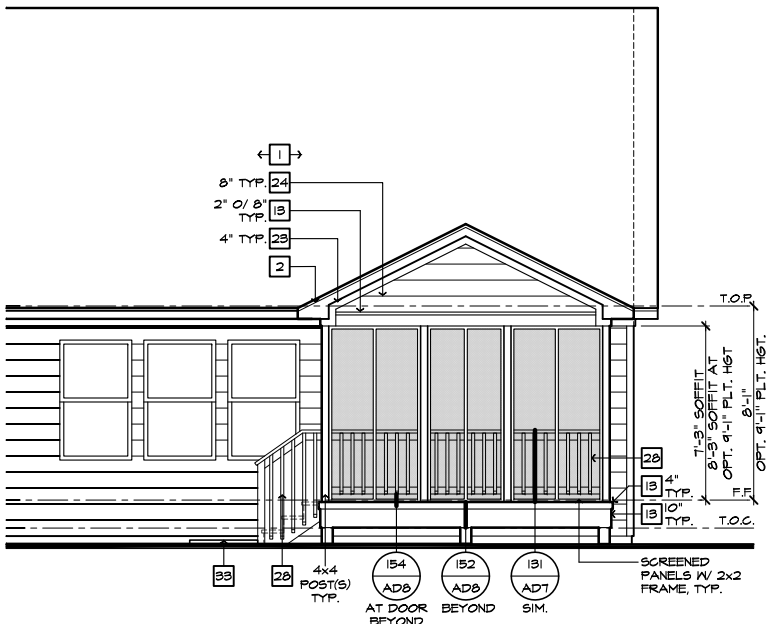 1
8" TYP. 24
2" O/ 8" 13
TYP.
4" TYP. 23
2
T.O.P.
7'-3" SOFFIT
8'-3" SOFFIT AT
OPT. 9'-1" PLT. HGT
8'-1"
OPT. 9'-1" PLT. HGT.
28
13 4"
TYP.
F.F.
13 10"
TYP.
T.O.C.
33
28
4x4
POST(S)
TYP.
154
AD8
AT DOOR
BEYOND
152
AD8
BEYOND
131
AD7
SIM.
SCREENED
PANELS W/ 2x2
FRAME, TYP.